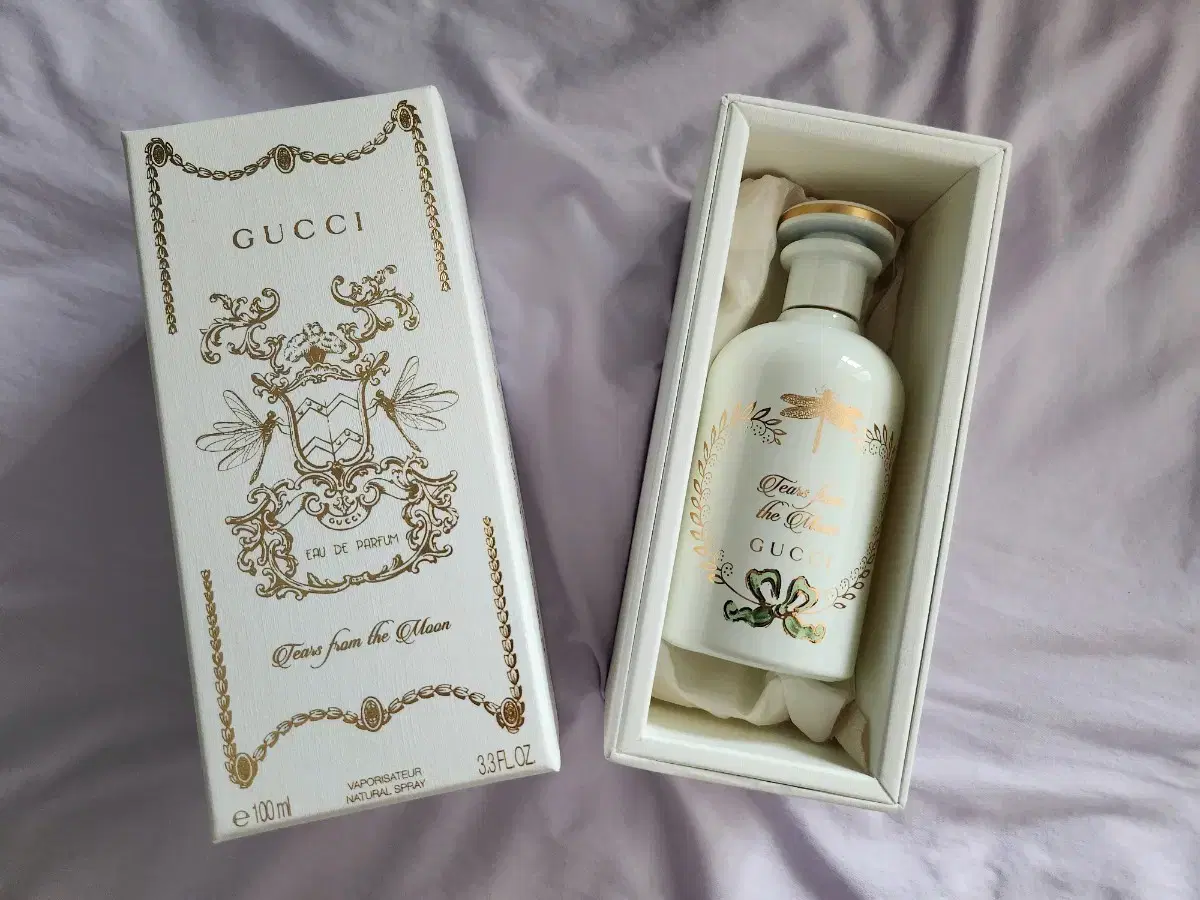 GUCCI
GUCCI
EAU DE PARFUM
Tears from the Moon
℮ 100 ml
VAPORISATEUR
NATURAL SPRAY
3.3 FL.OZ.
Tears from
the Moon
GUCCI